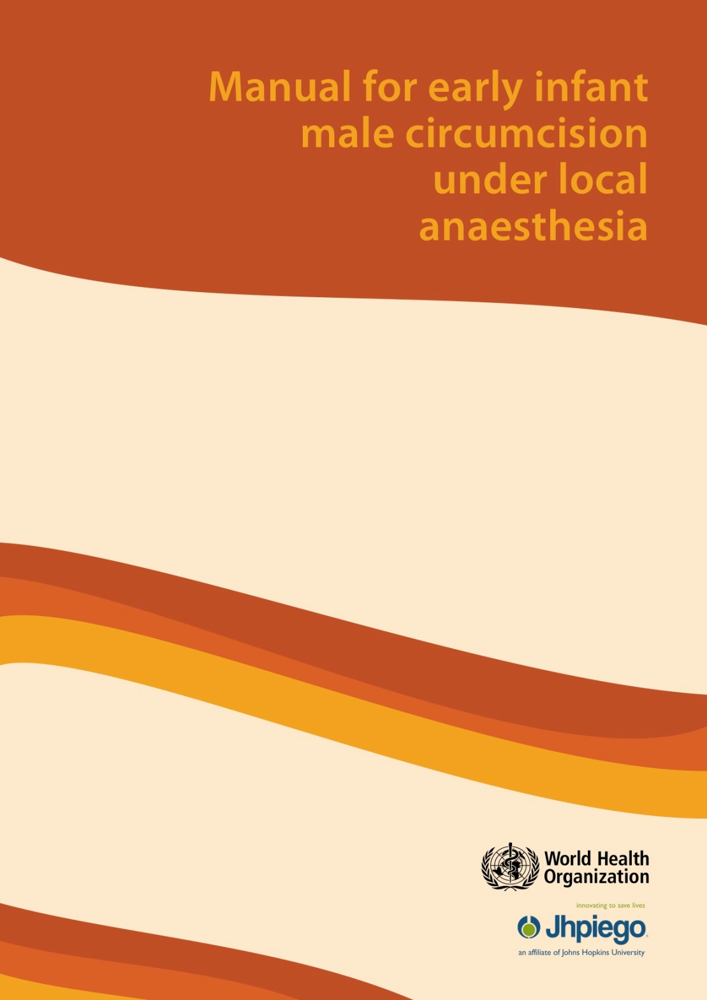 Manual for early infant
male circumcision
under local
anaesthesia
World Health
Organization
innovating to save lives
Jhpiego
an affiliate of Johns Hopkins University